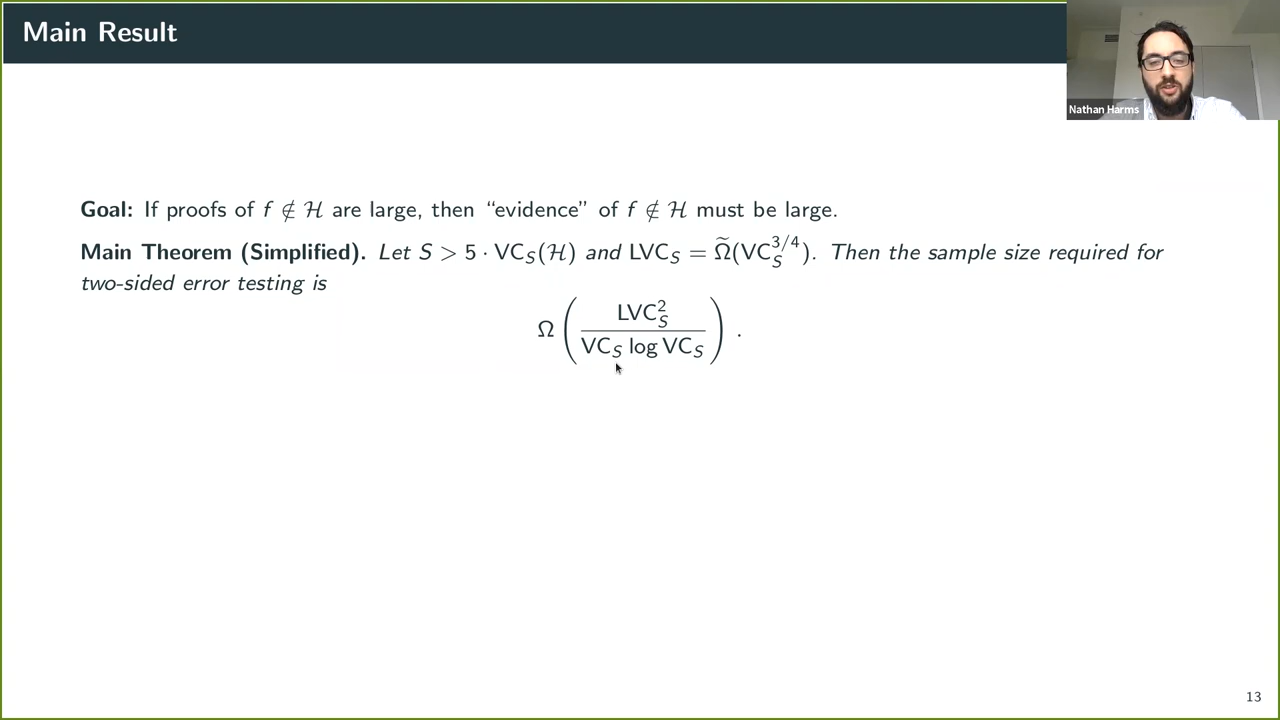 Main Result
Nathan Harms
Goal: If proofs of f ∉ ℋ are large, then “evidence” of f ∉ ℋ must be large.
Main Theorem (Simplified). Let S > 5 · VC_S(ℋ) and LVC_S = Ω̃(VC_S^{3/4}). Then the sample size required for
two-sided error testing is
Ω ( LVC_S^2 / VC_S log VC_S ) .
13